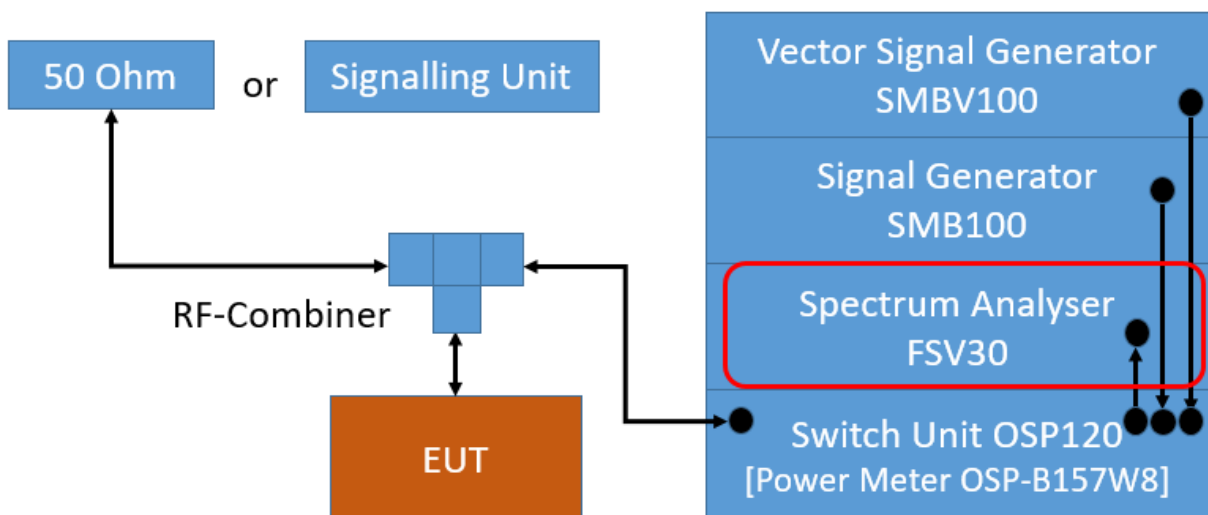 50 Ohm
or
Signalling Unit
RF-Combiner
EUT
Vector Signal Generator
SMBV100
Signal Generator
SMB100
Spectrum Analyser
FSV30
Switch Unit OSP120
[Power Meter OSP-B157W8]